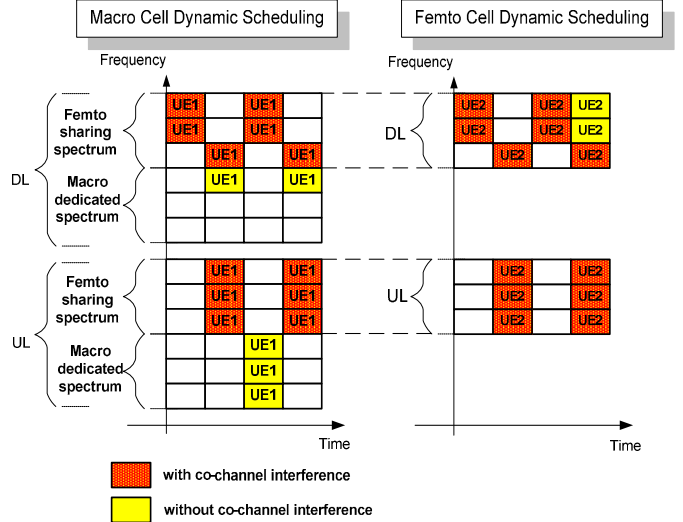 Macro Cell Dynamic Scheduling
Femto Cell Dynamic Scheduling
Frequency
Frequency
DL
Femto
sharing
spectrum
Macro
dedicated
spectrum
UE1 UE1
UE1 UE1
UE1 UE1
UE1 UE1
DL
UE2 UE2 UE2
UE2 UE2 UE2
UE2 UE2
UL
Femto
sharing
spectrum
Macro
dedicated
spectrum
UE1 UE1
UE1 UE1
UE1 UE1
UE1
UE1
UE1
UL
UE2 UE2
UE2 UE2
UE2 UE2
Time
Time
with co-channel interference
without co-channel interference